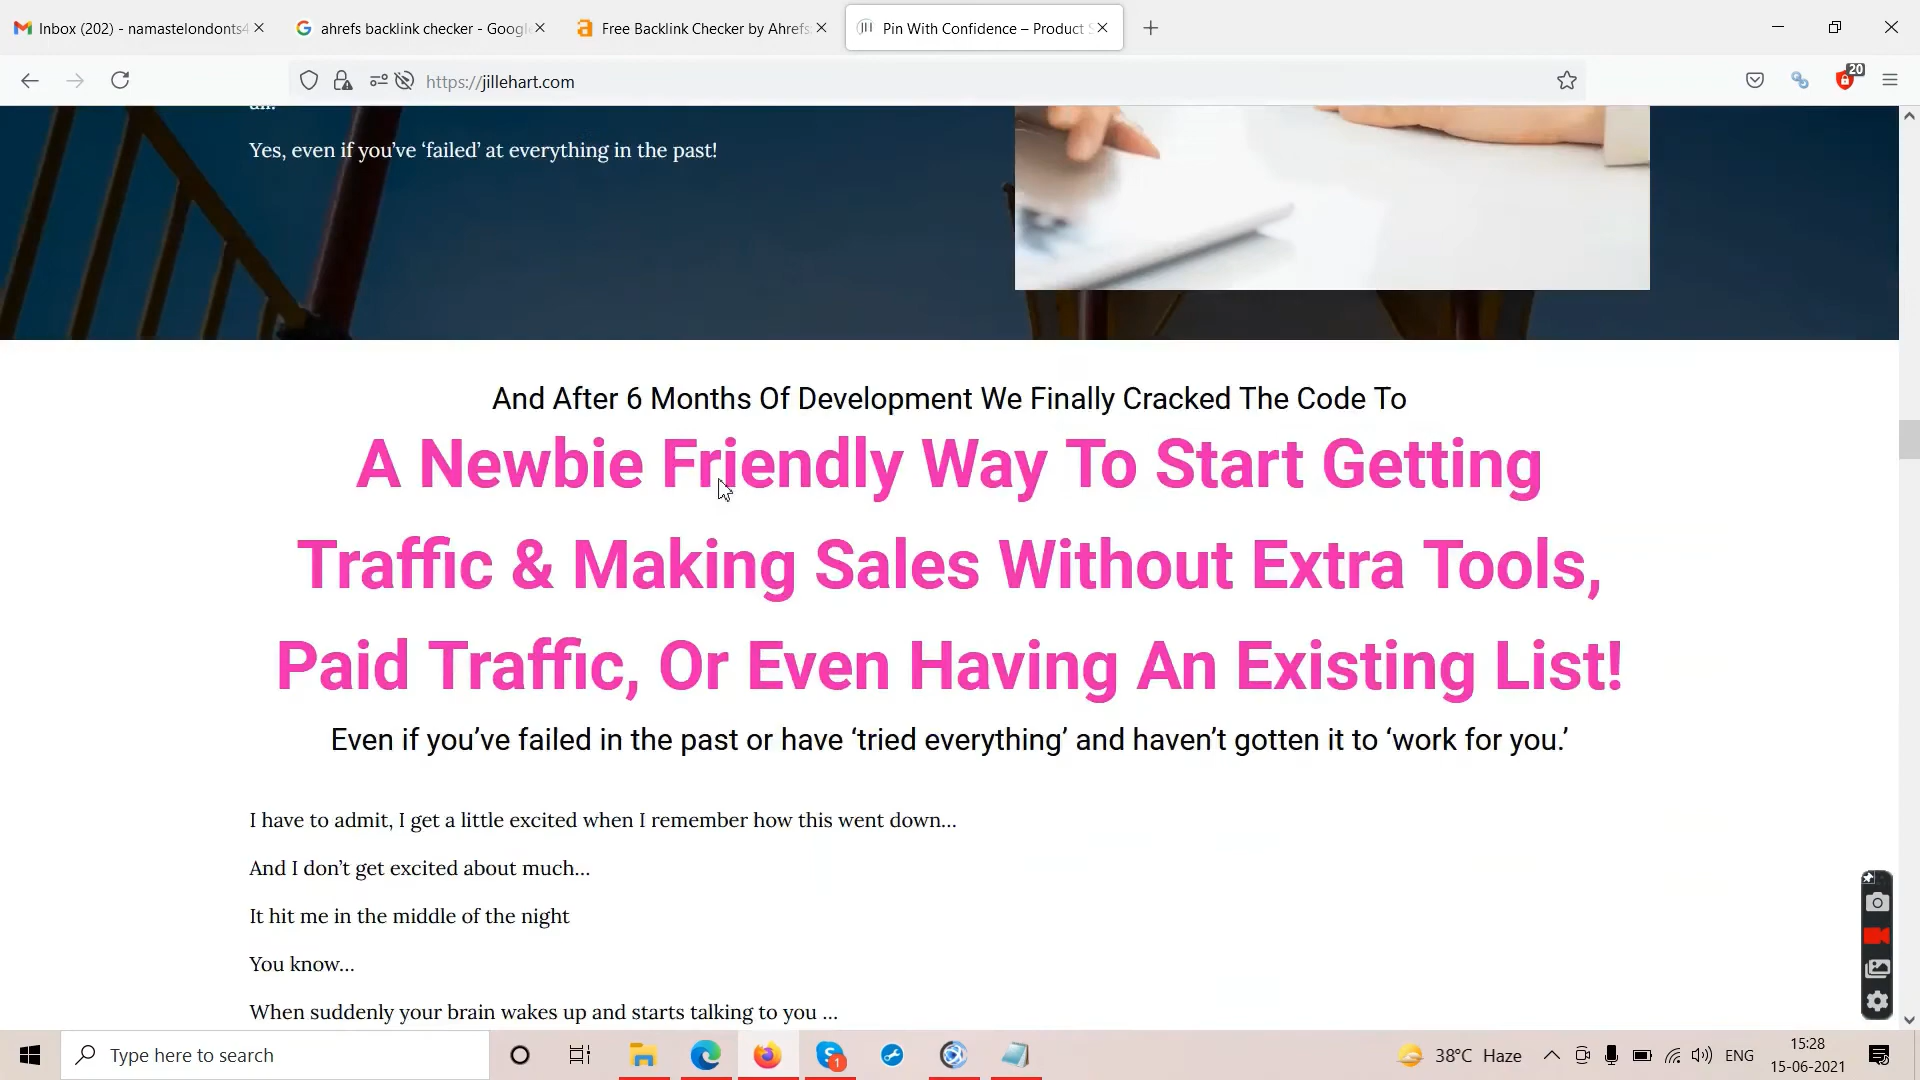 Inbox (202) - namastelondonts4
ahrefs backlink checker - Googl
Free Backlink Checker by Ahrefs
Pin With Confidence – Product S
https://jillehart.com
20
Yes, even if you’ve ‘failed’ at everything in the past!
And After 6 Months Of Development We Finally Cracked The Code To
A Newbie Friendly Way To Start Getting
Traffic & Making Sales Without Extra Tools,
Paid Traffic, Or Even Having An Existing List!
Even if you’ve failed in the past or have ‘tried everything’ and haven’t gotten it to ‘work for you.’
I have to admit, I get a little excited when I remember how this went down…
And I don’t get excited about much…
It hit me in the middle of the night
You know…
When suddenly your brain wakes up and starts talking to you …
Type here to search
1
38°C Haze
ENG
15:28
15-06-2021